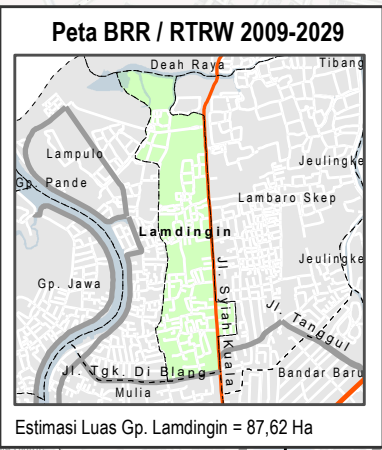 Peta BRR / RTRW 2009-2029
Deah Raya
Tibang
Lampulo
Jeulingke
Gp. Pande
Lambaro Skep
Lamdingin
Jeulingke
Gp. Jawa
Jl. Syiah Kuala
Jl. Tanggul
Jl. Tgk. Di Blang
Bandar Baru
Mulia
Estimasi Luas Gp. Lamdingin = 87,62 Ha